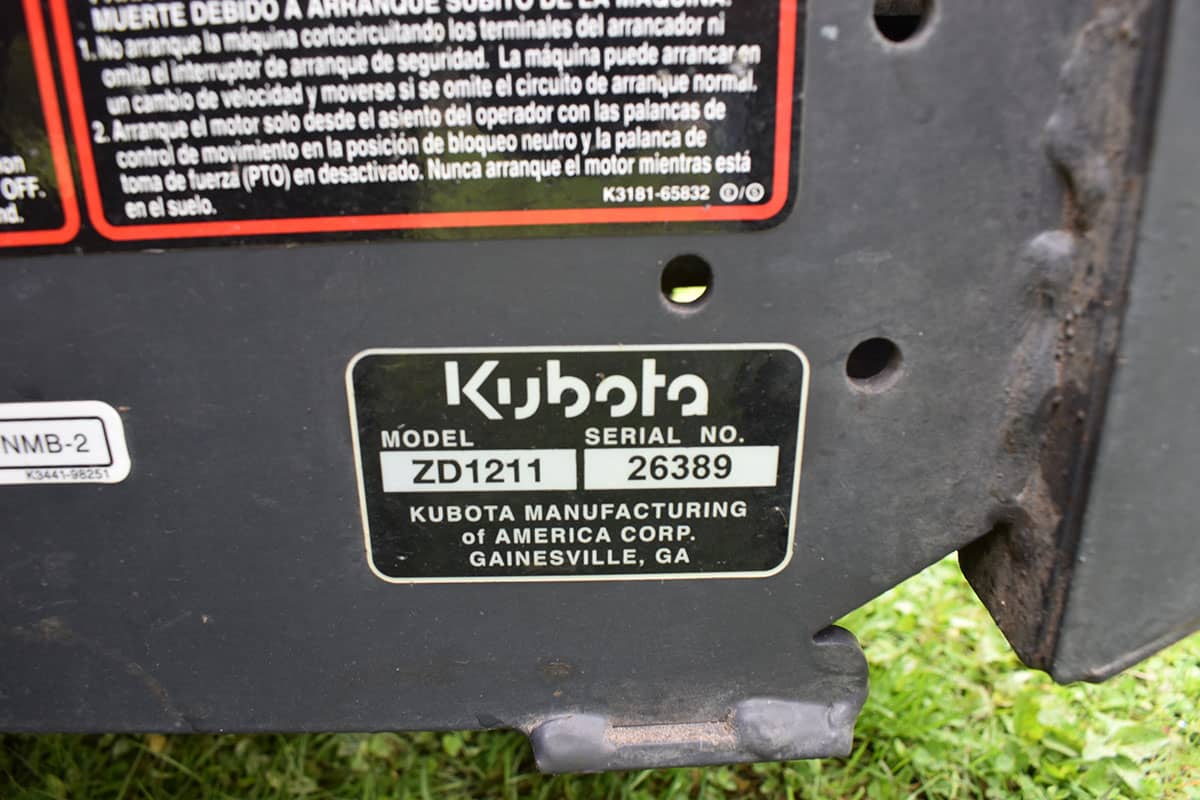 MUERTE DEBIDO A ARRANQUE SUBITO DE LA MAQUINA.
1. No arranque la máquina cortocircuitando los terminales del arrancador ni
omita el interruptor de arranque de seguridad. La máquina puede arrancar en
un cambio de velocidad y moverse si se omite el circuito de arranque normal.
2. Arranque el motor solo desde el asiento del operador con las palancas de
control de movimiento en la posición de bloqueo neutro y la palanca de
toma de fuerza (PTO) en desactivado. Nunca arranque el motor mientras está
en el suelo.
K3181-65832 Ⓔ/Ⓢ
OFF.
NMB-2
K3441-98251
Kubota
MODEL SERIAL NO.
ZD1211 26389
KUBOTA MANUFACTURING
of AMERICA CORP.
GAINESVILLE, GA